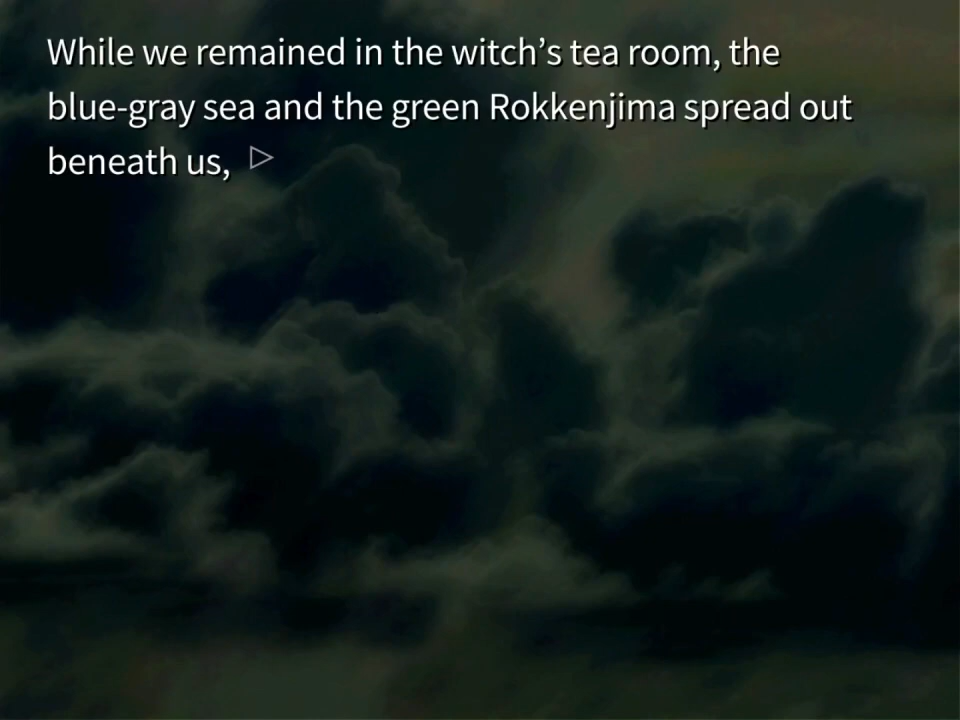 While we remained in the witch’s tea room, the
blue-gray sea and the green Rokkenjima spread out
beneath us,